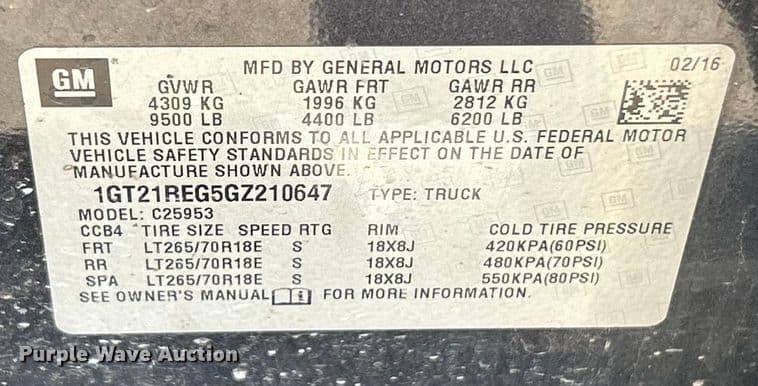 GM
MFD BY GENERAL MOTORS LLC 02/16
GVWR GAWR FRT GAWR RR
4309 KG 1996 KG 2812 KG
9500 LB 4400 LB 6200 LB
THIS VEHICLE CONFORMS TO ALL APPLICABLE U.S. FEDERAL MOTOR
VEHICLE SAFETY STANDARDS IN EFFECT ON THE DATE OF
MANUFACTURE SHOWN ABOVE.
1GT21REG5GZ210647 TYPE: TRUCK
MODEL: C25953
CCB4 TIRE SIZE SPEED RTG RIM COLD TIRE PRESSURE
FRT LT265/70R18E S 18X8J 420KPA(60PSI)
RR LT265/70R18E S 18X8J 480KPA(70PSI)
SPA LT265/70R18E S 18X8J 550KPA(80PSI)
SEE OWNER'S MANUAL FOR MORE INFORMATION.
Purple Wave Auction